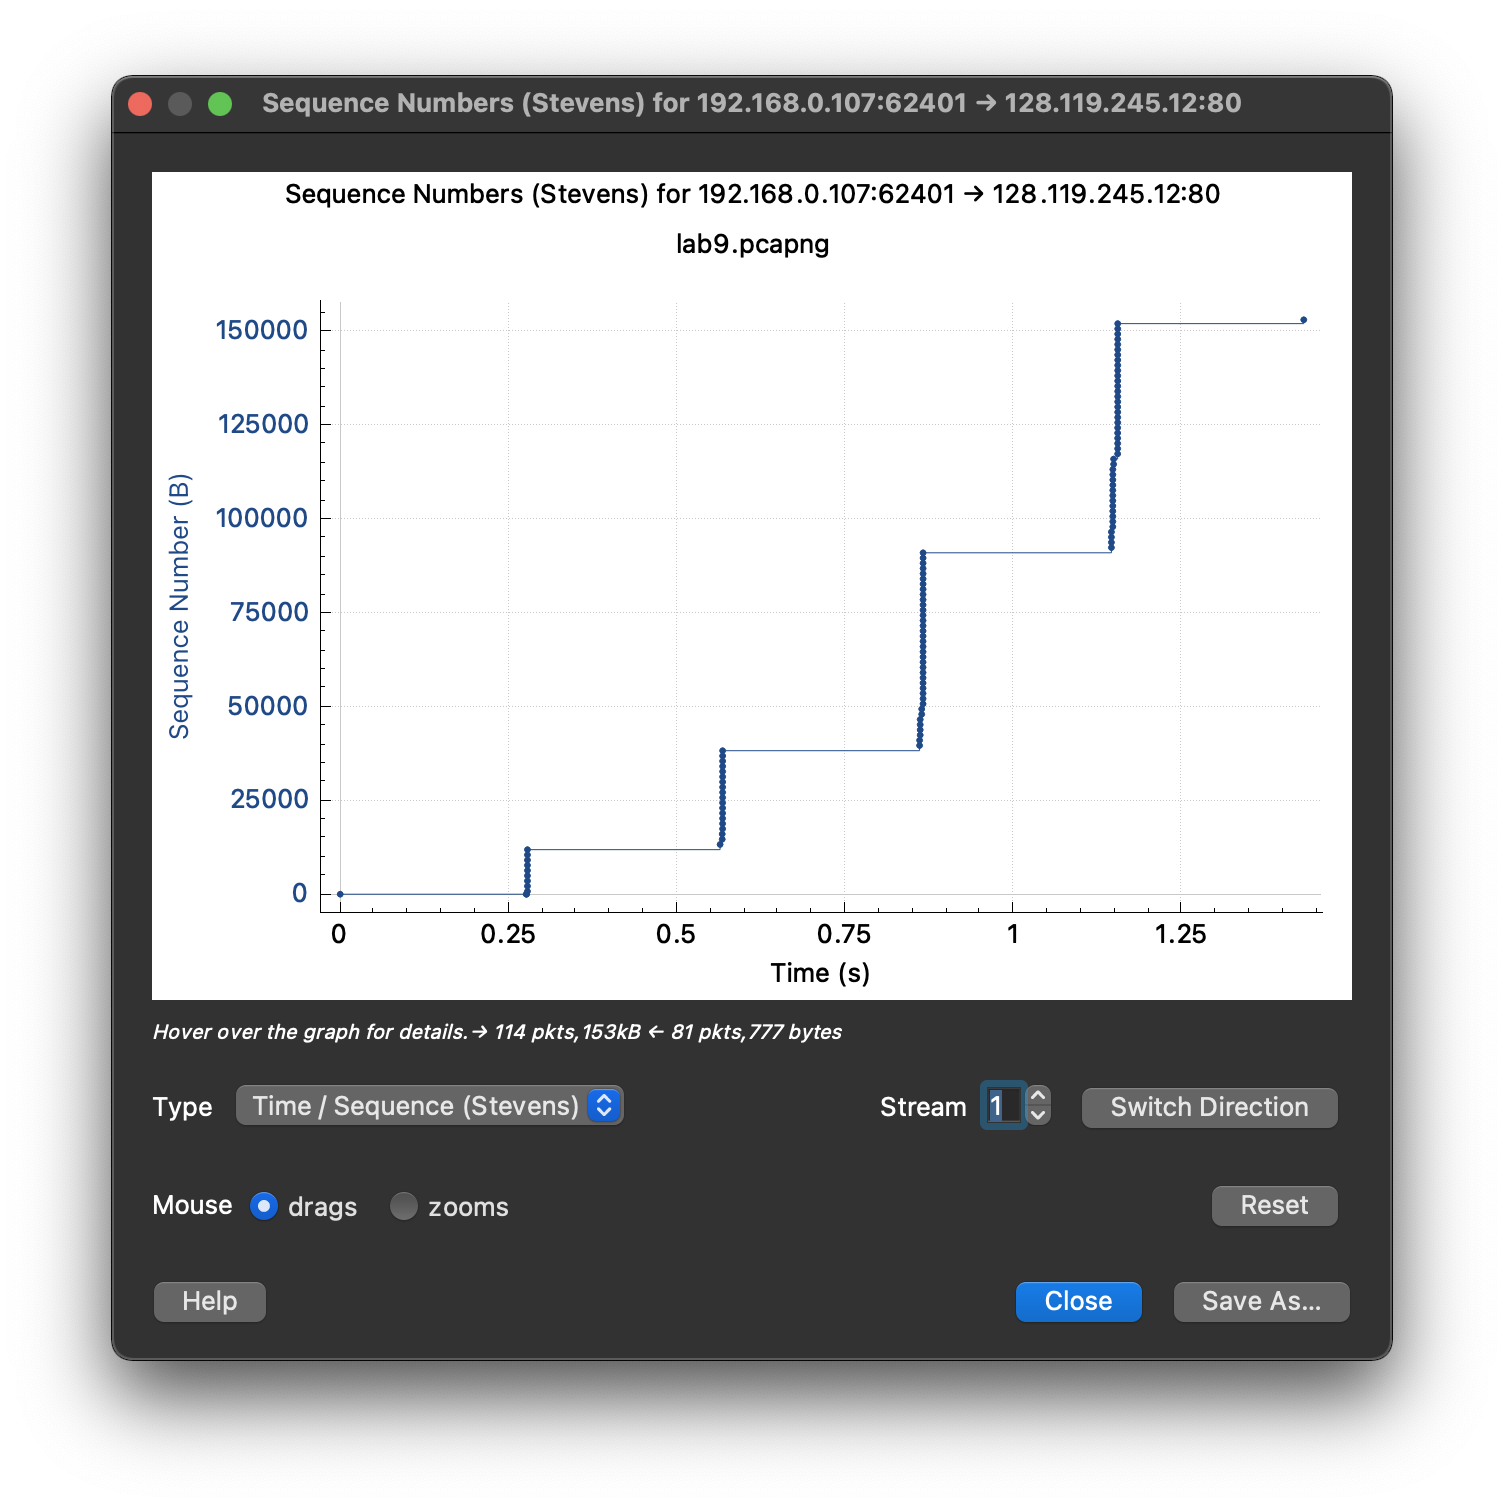 Sequence Numbers (Stevens) for 192.168.0.107:62401 → 128.119.245.12:80
Sequence Numbers (Stevens) for 192.168.0.107:62401 → 128.119.245.12:80
lab9.pcapng
Sequence Number (B)
150000
125000
100000
75000
50000
25000
0
0 0.25 0.5 0.75 1 1.25
Time (s)
Hover over the graph for details.→ 114 pkts,153kB ← 81 pkts,777 bytes
Type Time / Sequence (Stevens) Stream 1 Switch Direction
Mouse drags zooms Reset
Help Close Save As...